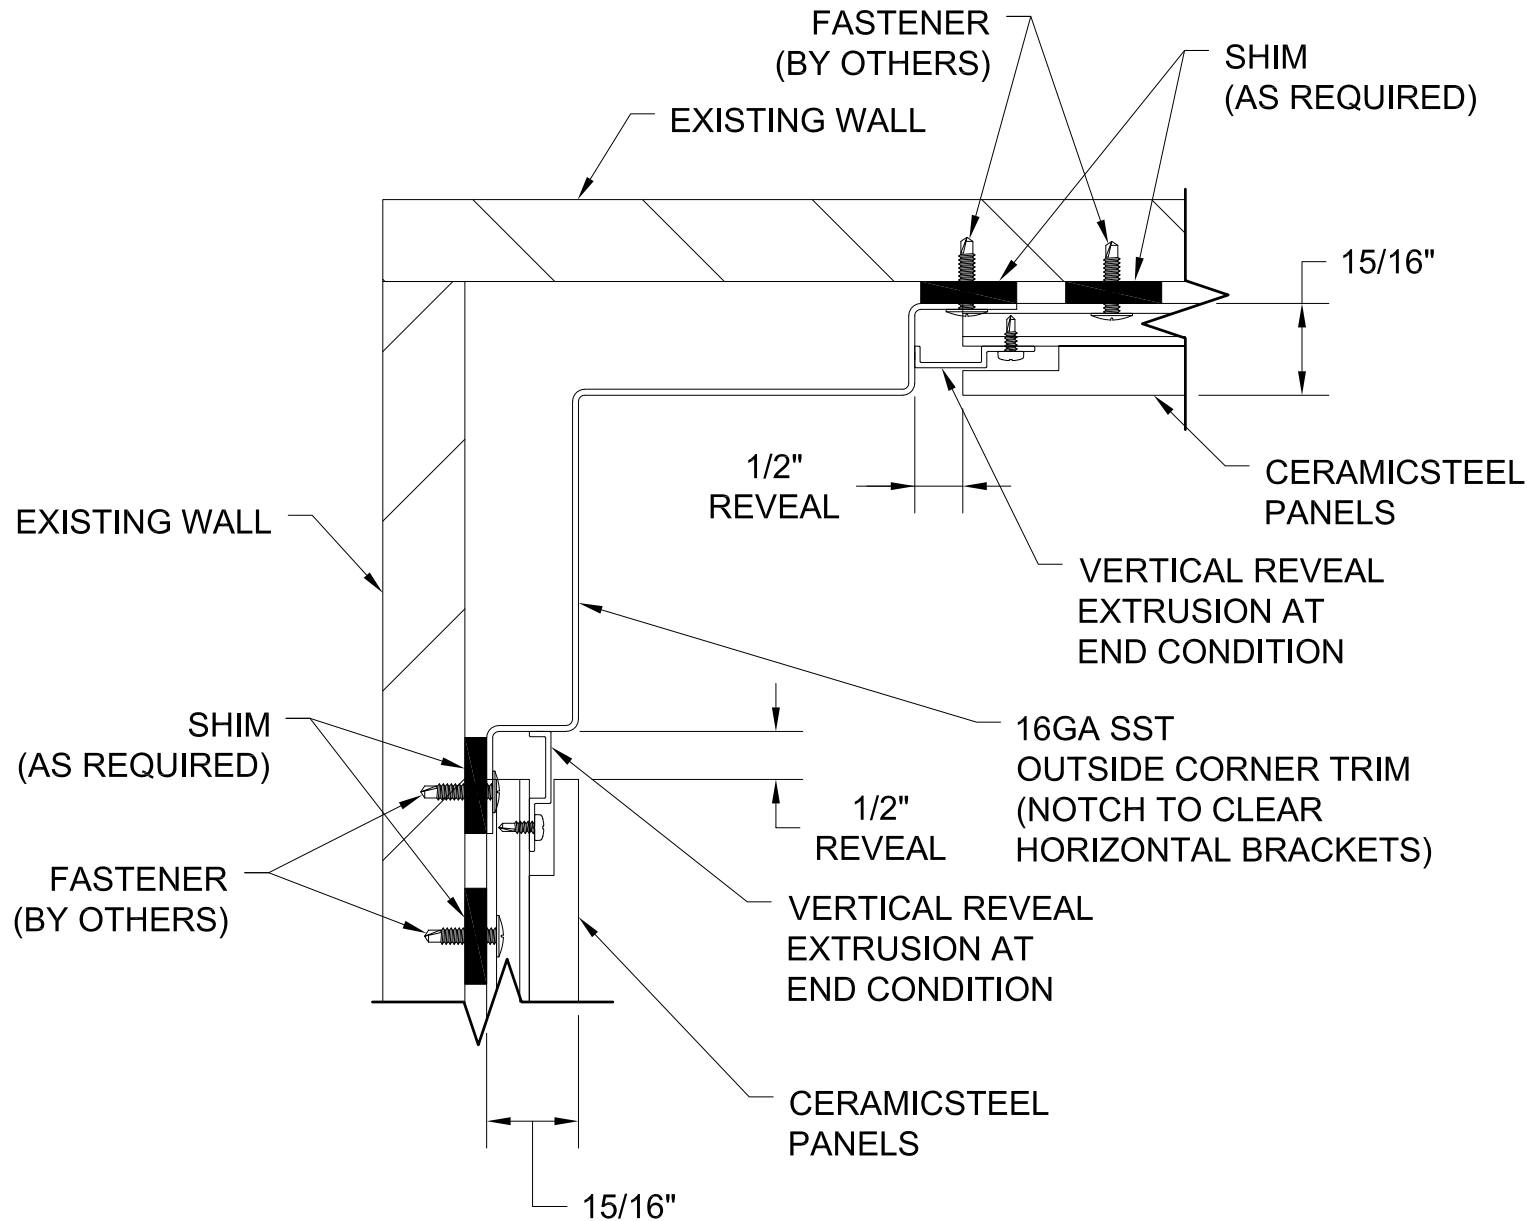 FASTENER
(BY OTHERS)
SHIM
(AS REQUIRED)
EXISTING WALL
15/16"
1/2"
REVEAL
CERAMICSTEEL
PANELS
EXISTING WALL
VERTICAL REVEAL
EXTRUSION AT
END CONDITION
SHIM
(AS REQUIRED)
16GA SST
OUTSIDE CORNER TRIM
(NOTCH TO CLEAR
HORIZONTAL BRACKETS)
1/2"
REVEAL
FASTENER
(BY OTHERS)
VERTICAL REVEAL
EXTRUSION AT
END CONDITION
CERAMICSTEEL
PANELS
15/16"